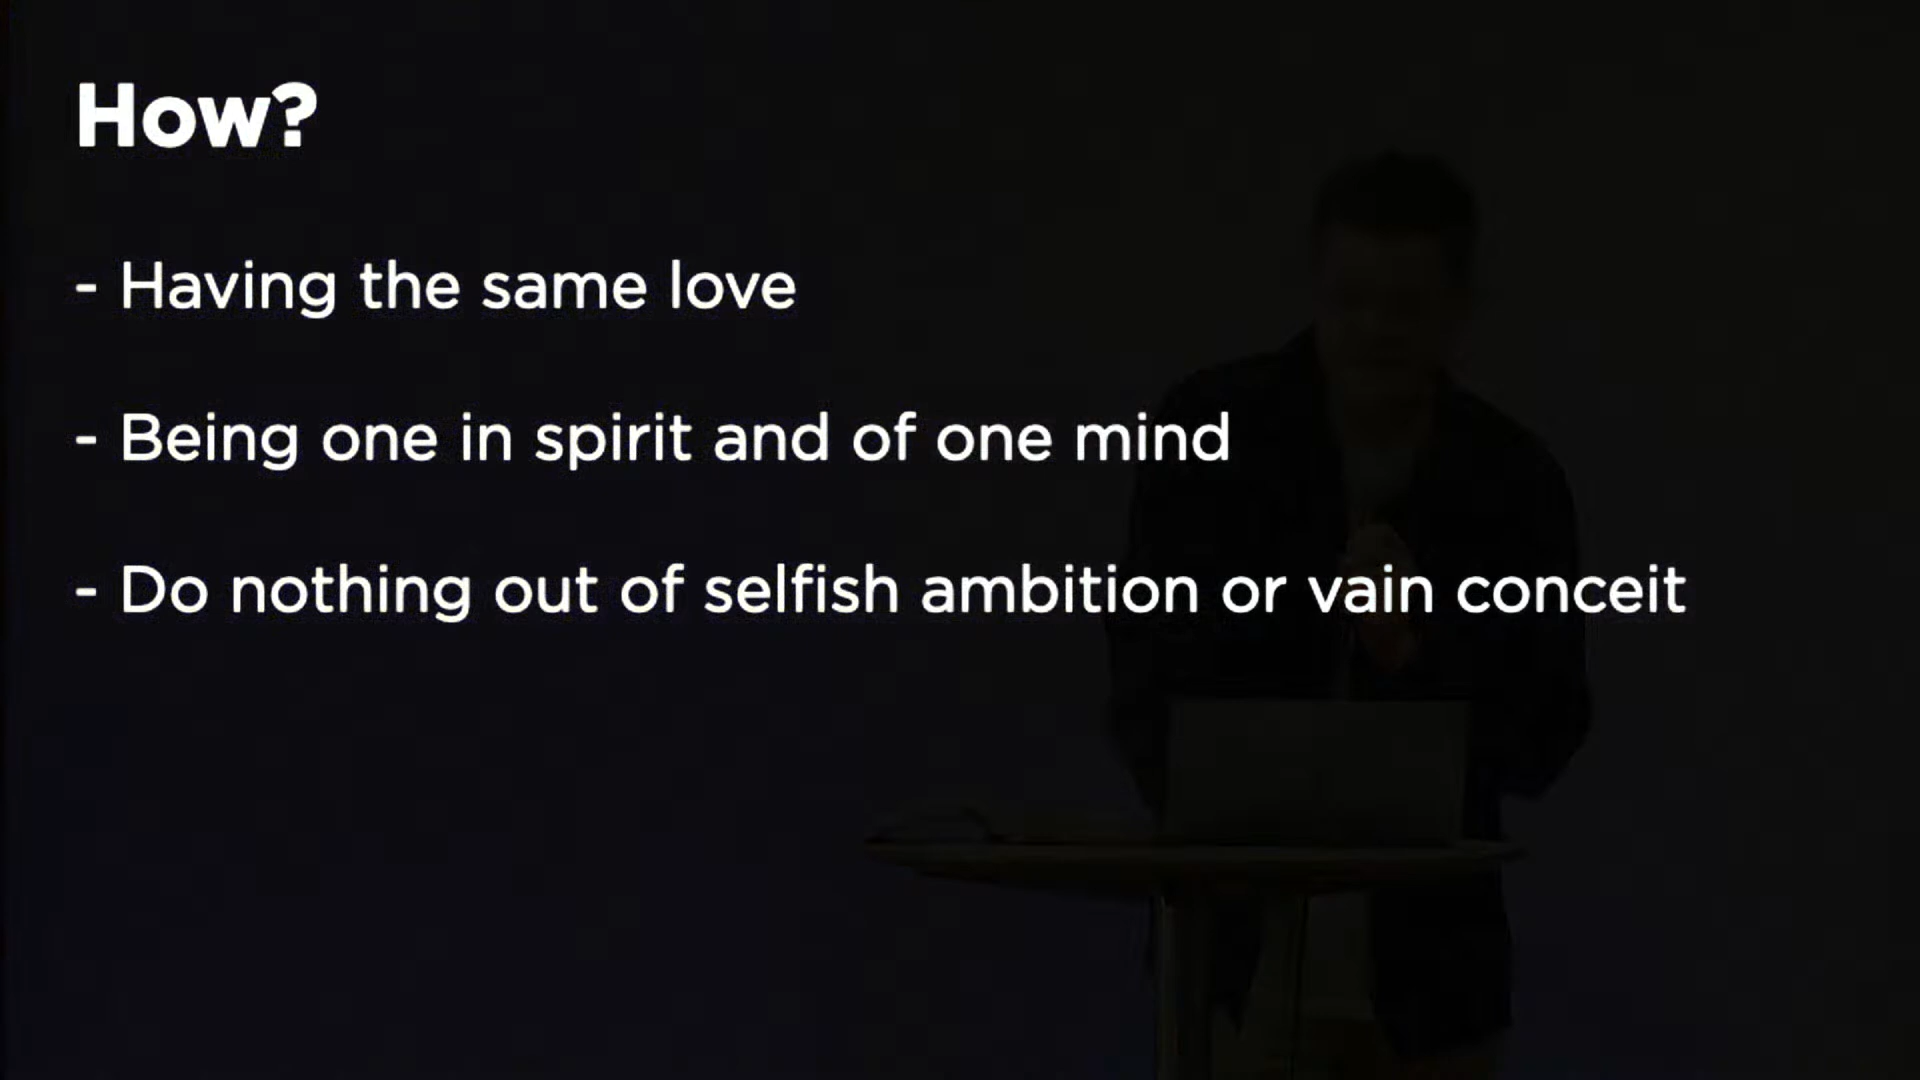 How?
- Having the same love
- Being one in spirit and of one mind
- Do nothing out of selfish ambition or vain conceit